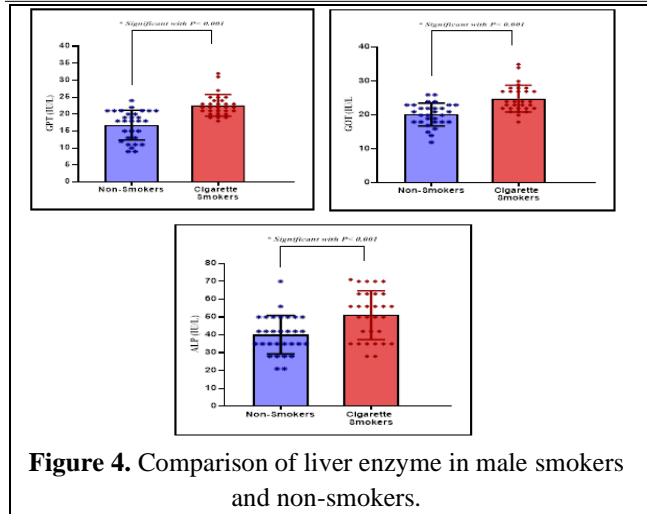 * Significant with P< 0.001
GPT (IU/L)
40
35
30
25
20
15
10
5
0
Non-Smokers
Cigarette
Smokers
* Significant with P< 0.001
GOT (IU/L
40
30
20
10
0
Non-Smokers
Cigarette
Smokers
* Significant with P< 0.001
ALP (IU/L)
80
70
60
50
40
30
20
10
0
Non-Smokers
Cigarette
Smokers
Figure 4. Comparison of liver enzyme in male smokers
and non-smokers.